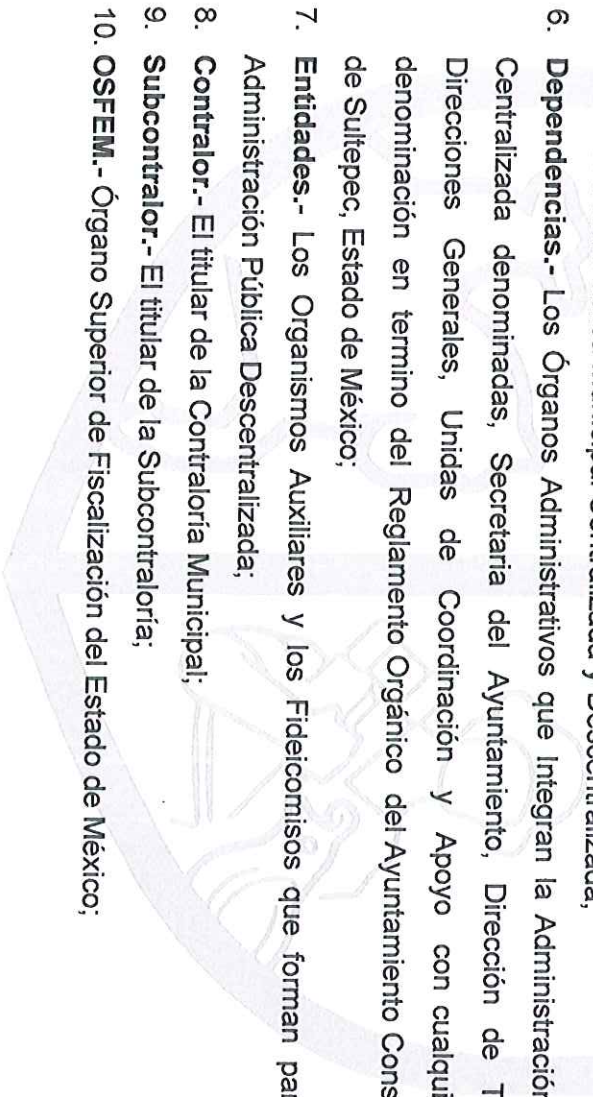 Municipal Centralizada y Descentralizada;
6. Dependencias.- Los Órganos Administrativos que Integran la Administración
Centralizada denominadas, Secretaria del Ayuntamiento, Dirección de T
Direcciones Generales, Unidas de Coordinación y Apoyo con cualqui
denominación en termino del Reglamento Orgánico del Ayuntamiento Cons
de Sultepec, Estado de México;
7. Entidades.- Los Organismos Auxiliares y los Fideicomisos que forman par
Administración Pública Descentralizada;
8. Contralor.- El titular de la Contraloría Municipal;
9. Subcontralor.- El titular de la Subcontraloría;
10. OSFEM.- Órgano Superior de Fiscalización del Estado de México;